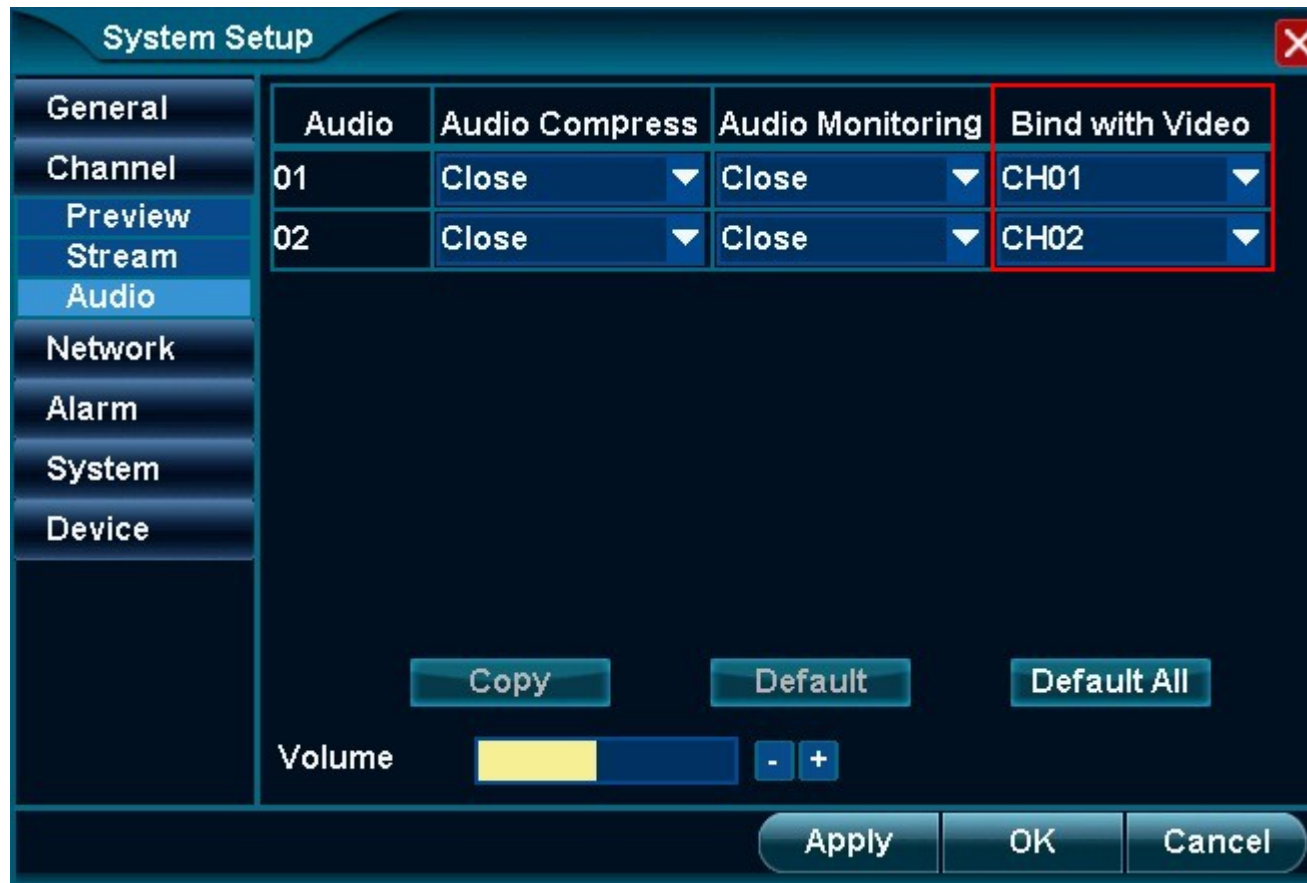 System Setup
General
Channel
Preview
Stream
Audio
Network
Alarm
System
Device
Audio Audio Compress Audio Monitoring Bind with Video
01 Close Close CH01
02 Close Close CH02
Copy Default Default All
Volume - +
Apply OK Cancel